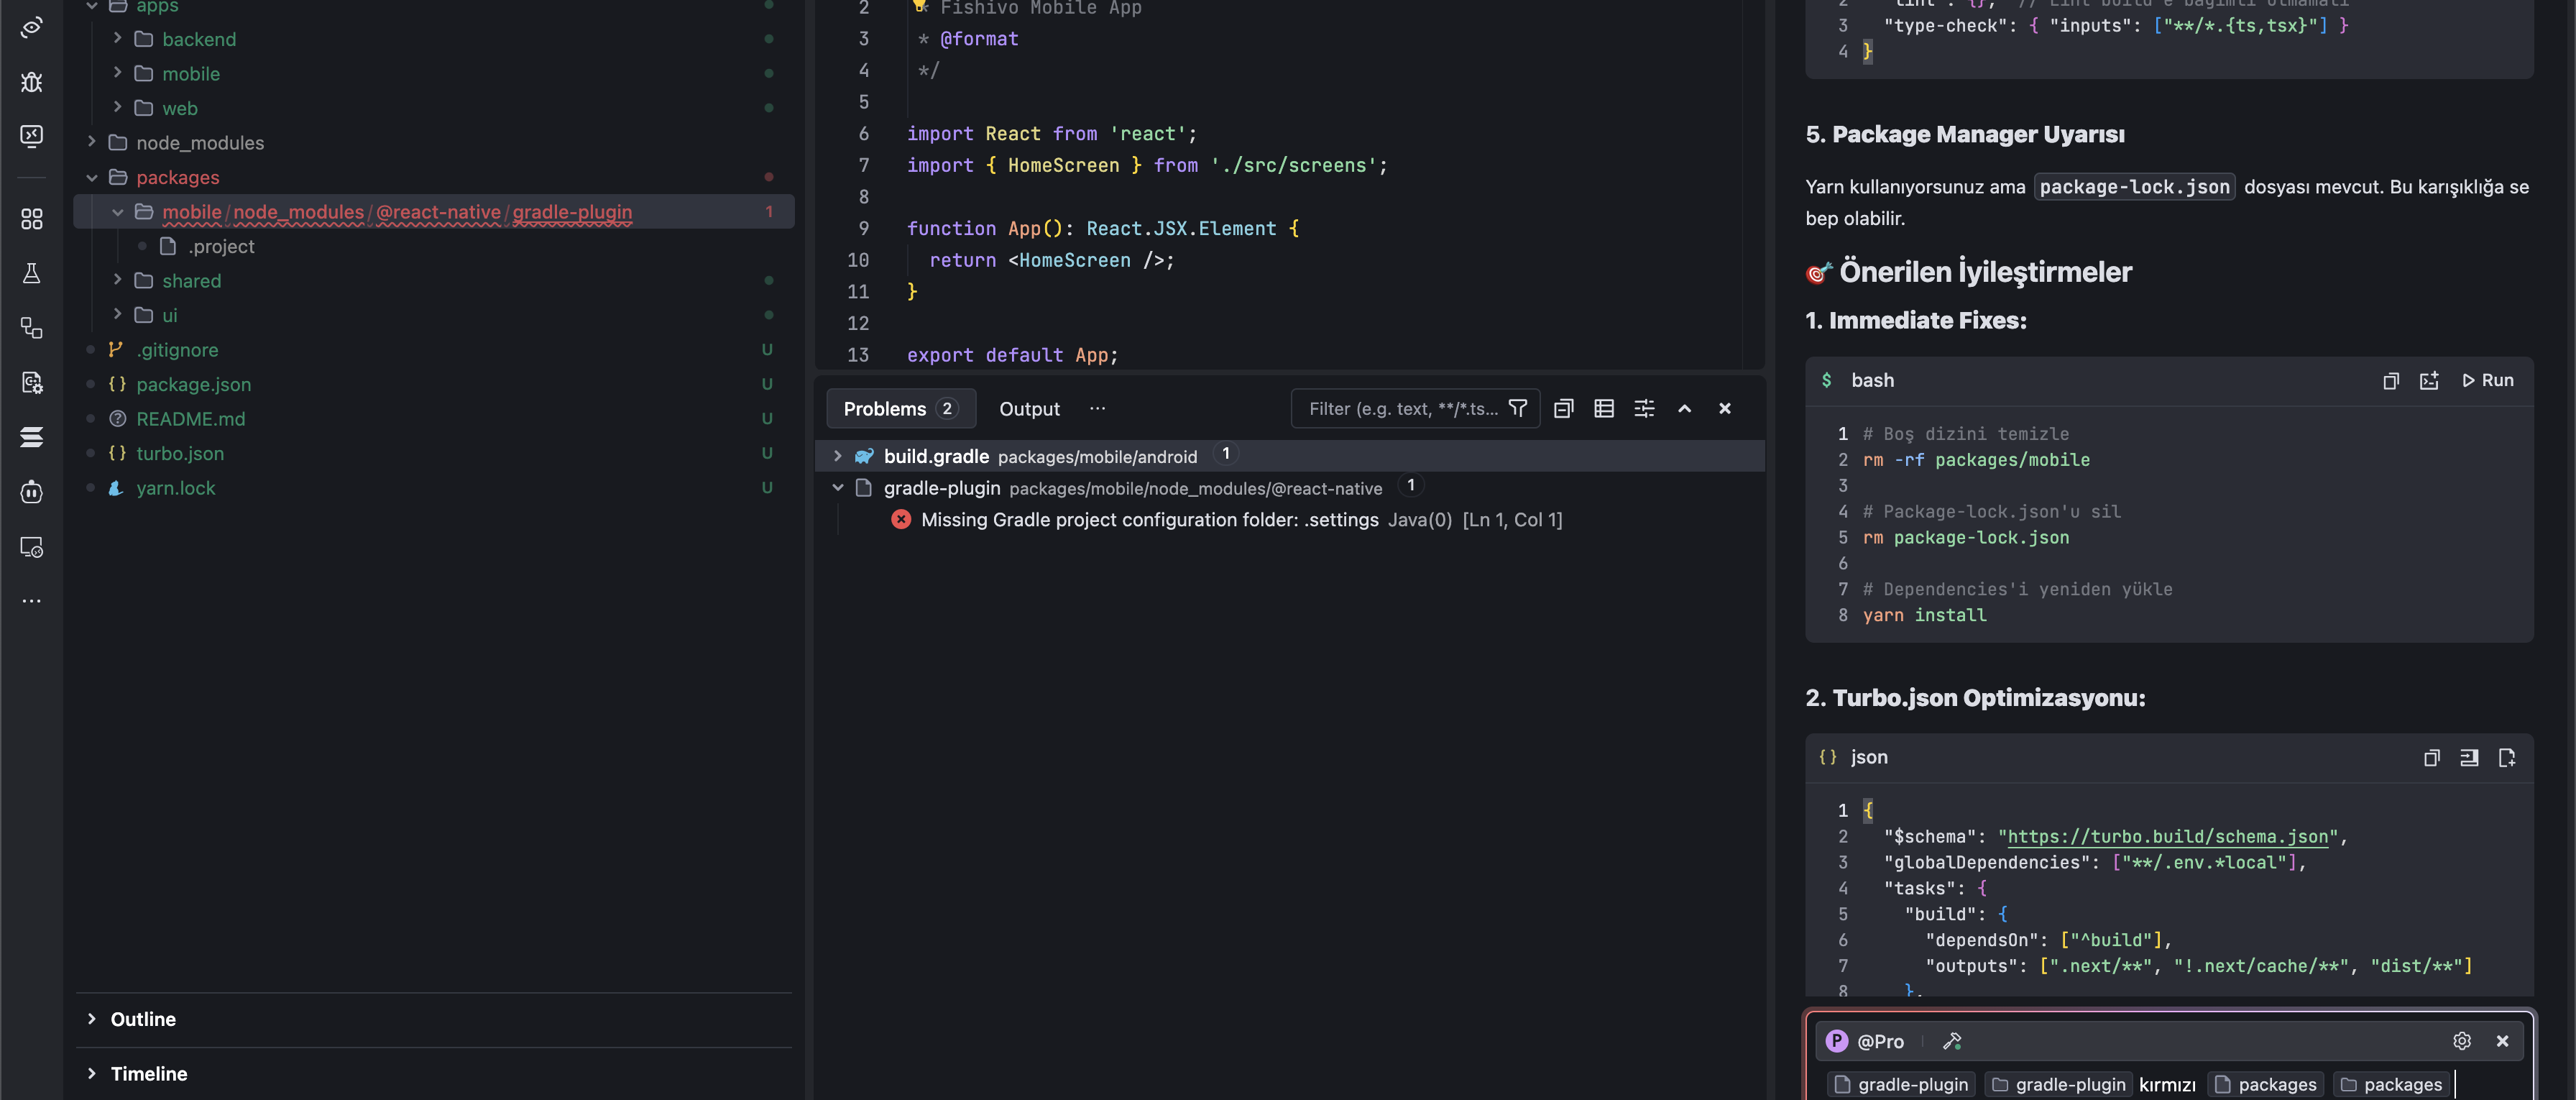 apps
backend
mobile
web
node_modules
packages
mobile/node_modules/@react-native/gradle-plugin 1
.project
shared
ui
.gitignore U
package.json U
README.md U
turbo.json U
yarn.lock U
Outline
Timeline
2 * Fishivo Mobile App
3 * @format
4 */
5
6 import React from 'react';
7 import { HomeScreen } from './src/screens';
8
9 function App(): React.JSX.Element {
10 return <HomeScreen />;
11 }
12
13 export default App;
Problems 2 Output ···
Filter (e.g. text, **/*.ts...
build.gradle packages/mobile/android 1
gradle-plugin packages/mobile/node_modules/@react-native 1
Missing Gradle project configuration folder: .settings Java(0) [Ln 1, Col 1]
2 "lint": {}, // Lint build'e bağımlı olmamalı
3 "type-check": { "inputs": ["**/*.{ts,tsx}"] }
4 }
5. Package Manager Uyarısı
Yarn kullanıyorsunuz ama package-lock.json dosyası mevcut. Bu karışıklığa se
bep olabilir.
🎯 Önerilen İyileştirmeler
1. Immediate Fixes:
$ bash Run
1 # Boş dizini temizle
2 rm -rf packages/mobile
3
4 # Package-lock.json'u sil
5 rm package-lock.json
6
7 # Dependencies'i yeniden yükle
8 yarn install
2. Turbo.json Optimizasyonu:
{} json
1 {
2 "$schema": "https://turbo.build/schema.json",
3 "globalDependencies": ["**/.env.*local"],
4 "tasks": {
5 "build": {
6 "dependsOn": ["^build"],
7 "outputs": [".next/**", "!.next/cache/**", "dist/**"]
8 },
P @Pro
gradle-plugin gradle-plugin kırmızı packages packages